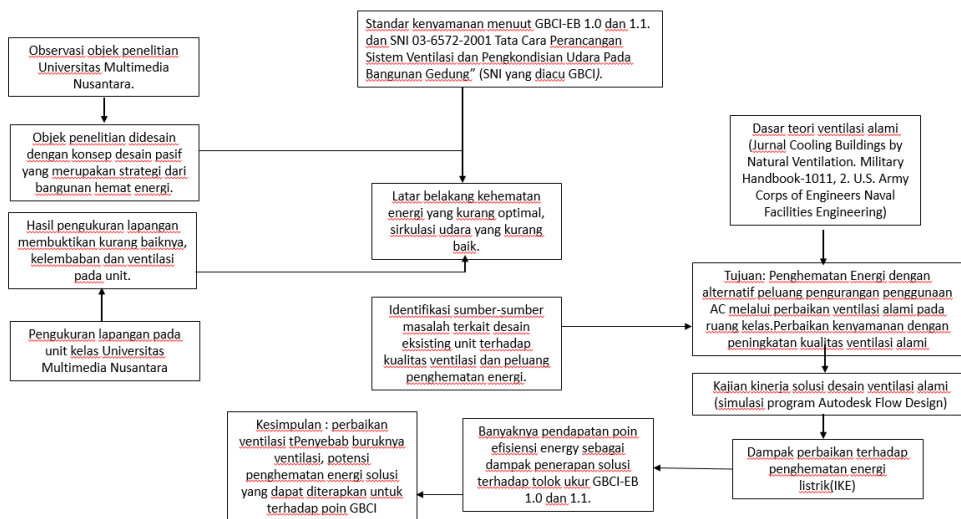 Standar kenyamanan menuut GBCI-EB 1.0 dan 1.1.
dan SNI 03-6572-2001 Tata Cara Perancangan
Sistem Ventilasi dan Pengkondisian Udara Pada
Bangunan Gedung” (SNI yang diacu GBCI).
Observasi objek penelitian
Universitas Multimedia
Nusantara.
Objek penelitian didesain
dengan konsep desain pasif
yang merupakan strategi dari
bangunan hemat energi.
Dasar teori ventilasi alami
(Jurnal Cooling Buildings by
Natural Ventilation. Military
Handbook-1011, 2. U.S. Army
Corps of Engineers Naval
Facilities Engineering)
Latar belakang kehematan
energi yang kurang optimal,
sirkulasi udara yang kurang
baik.
Hasil pengukuran lapangan
membuktikan kurang baiknya,
kelembaban dan ventilasi
pada unit.
Pengukuran lapangan pada
unit kelas Universitas
Multimedia Nusantara
Identifikasi sumber-sumber
masalah terkait desain
eksisting unit terhadap
kualitas ventilasi dan peluang
penghematan energi.
Tujuan: Penghematan Energi dengan
alternatif peluang pengurangan penggunaan
AC melalui perbaikan ventilasi alami pada
ruang kelas.Perbaikan kenyamanan dengan
peningkatan kualitas ventilasi alami
Kajian kinerja solusi desain ventilasi alami
(simulasi program Autodesk Flow Design)
Dampak perbaikan terhadap
penghematan energi
listrik(IKE)
Banyaknya pendapatan poin
efisiensi energy sebagai
dampak penerapan solusi
terhadap tolok ukur GBCI-EB
1.0 dan 1.1.
Kesimpulan : perbaikan
ventilasi tPenyebab buruknya
ventilasi, potensi
penghematan energi solusi
yang dapat diterapkan untuk
terhadap poin GBCI